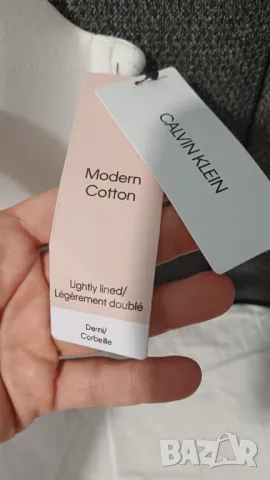 Modern
Cotton
Lightly lined/
Légèrement doublé
Demi/
Corbeille
CALVIN KLEIN
BAZAR